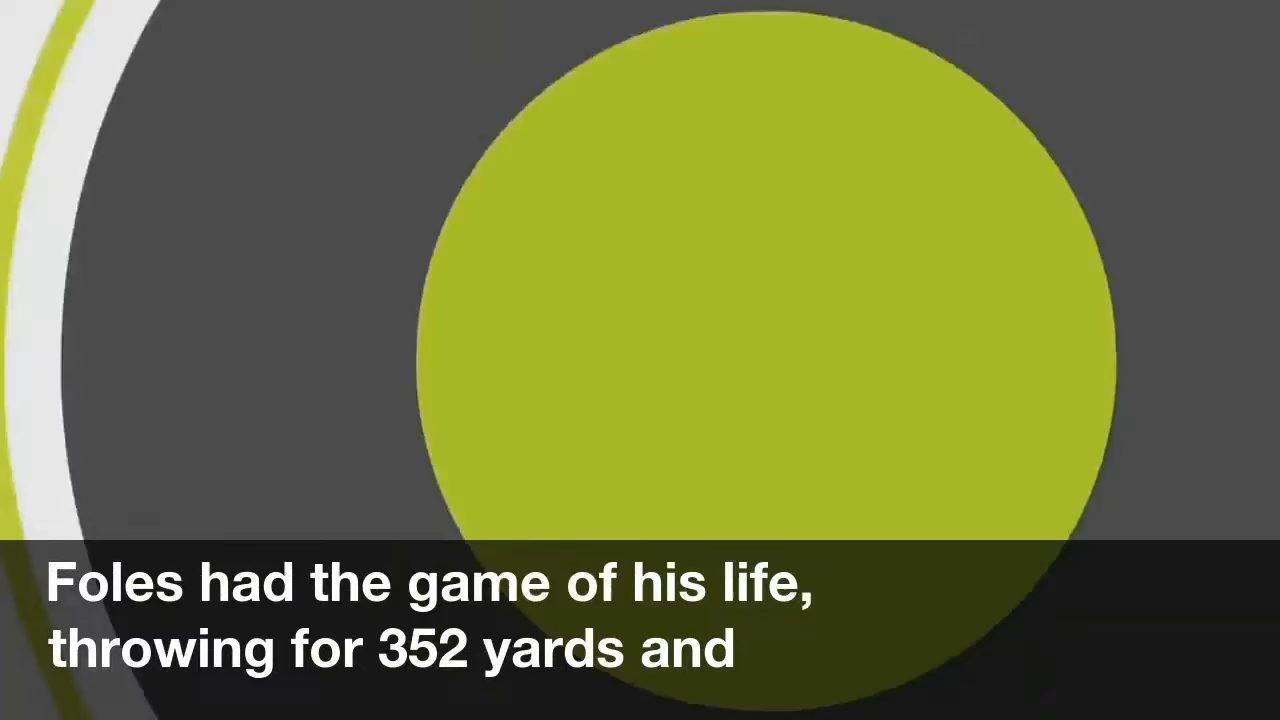 Foles had the game of his life,
throwing for 352 yards and